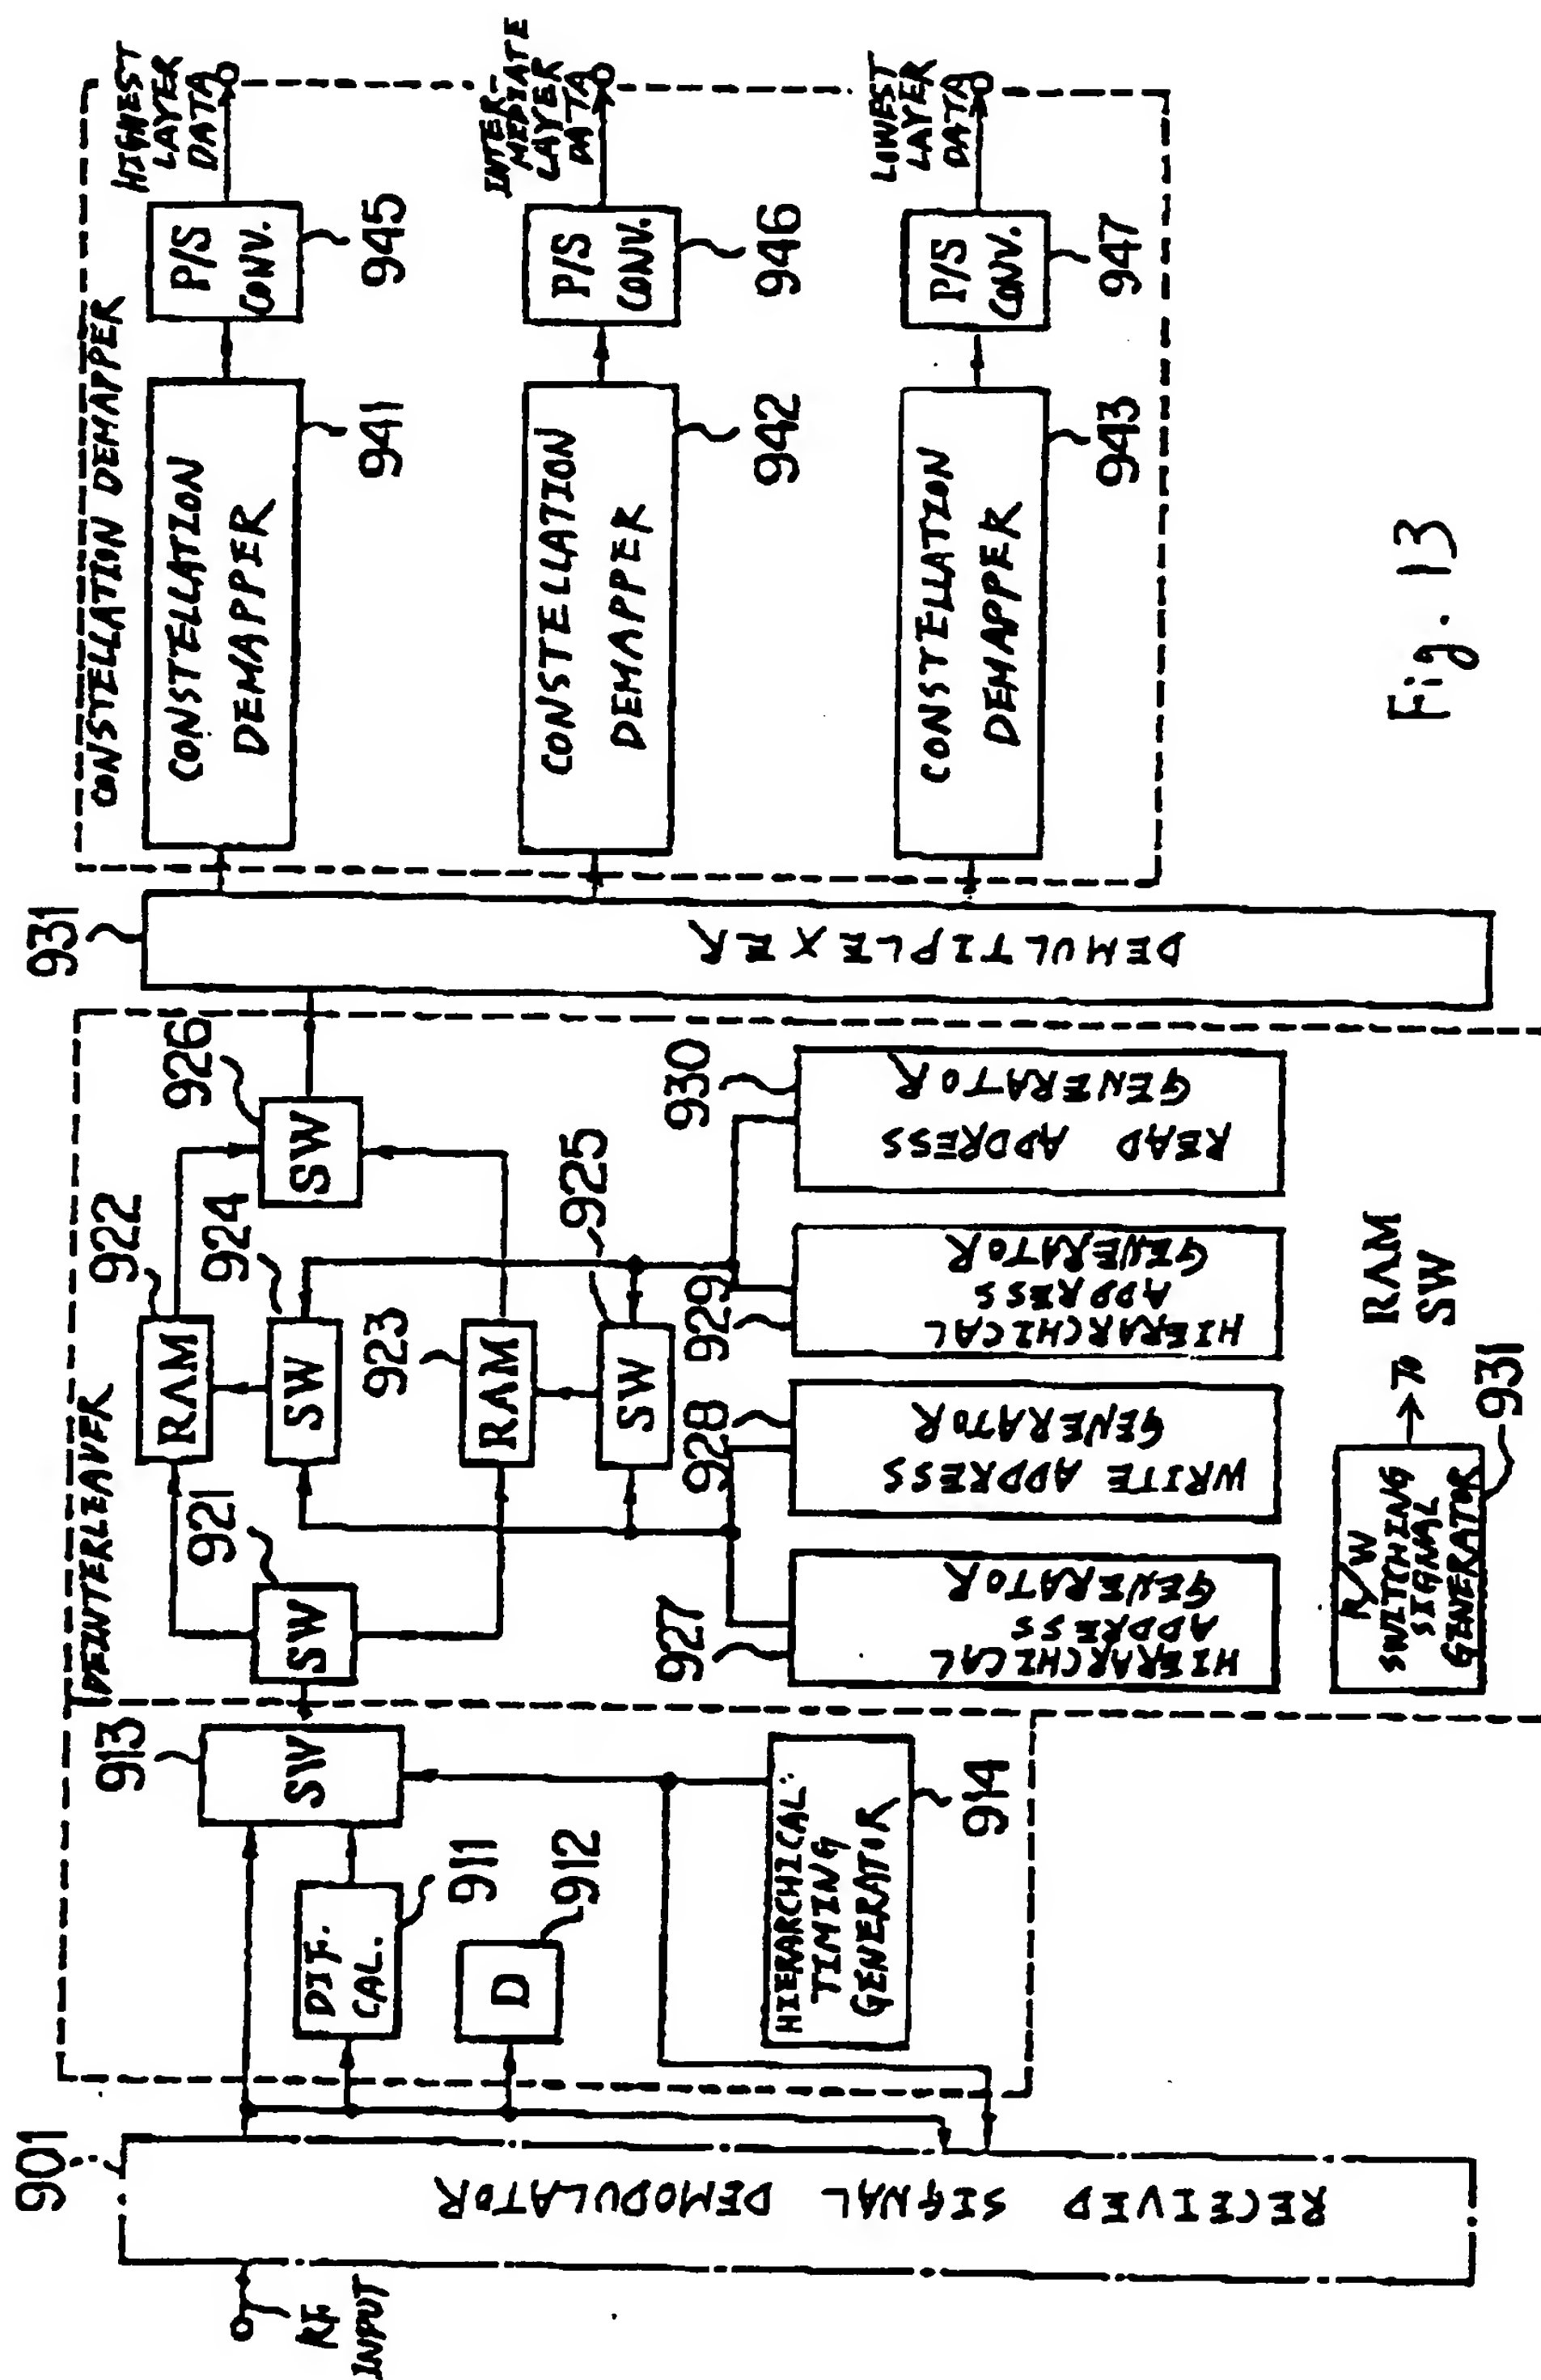 RF
INPUT
901
RECEIVED SIGNAL DEMODULATOR
DIF.
CAL.
911
D
912
SW
913
HIERARCHICAL
TIMING
GENERATOR
914
DEINTERLEAVER
SW
921
RAM
922
SW
924
RAM
923
SW
925
SW
926
HIERARCHICAL
ADDRESS
GENERATOR
927
WRITE ADDRESS
GENERATOR
928
HIERARCHICAL
ADDRESS
GENERATOR
929
READ ADDRESS
GENERATOR
930
R/W
SWITCHING
SIGNAL
GENERATOR
931
TO
RAM
SW
DEMULTIPLEXER
931
CONSTELLATION DEMAPPER
CONSTELLATION
DEMAPPER
941
P/S
CONV.
945
HIGHEST
LAYER
DATA
CONSTELLATION
DEMAPPER
942
P/S
CONV.
946
INTER-
MEDIATE
LAYER
DATA
CONSTELLATION
DEMAPPER
943
P/S
CONV.
947
LOWEST
LAYER
DATA
Fig. 13